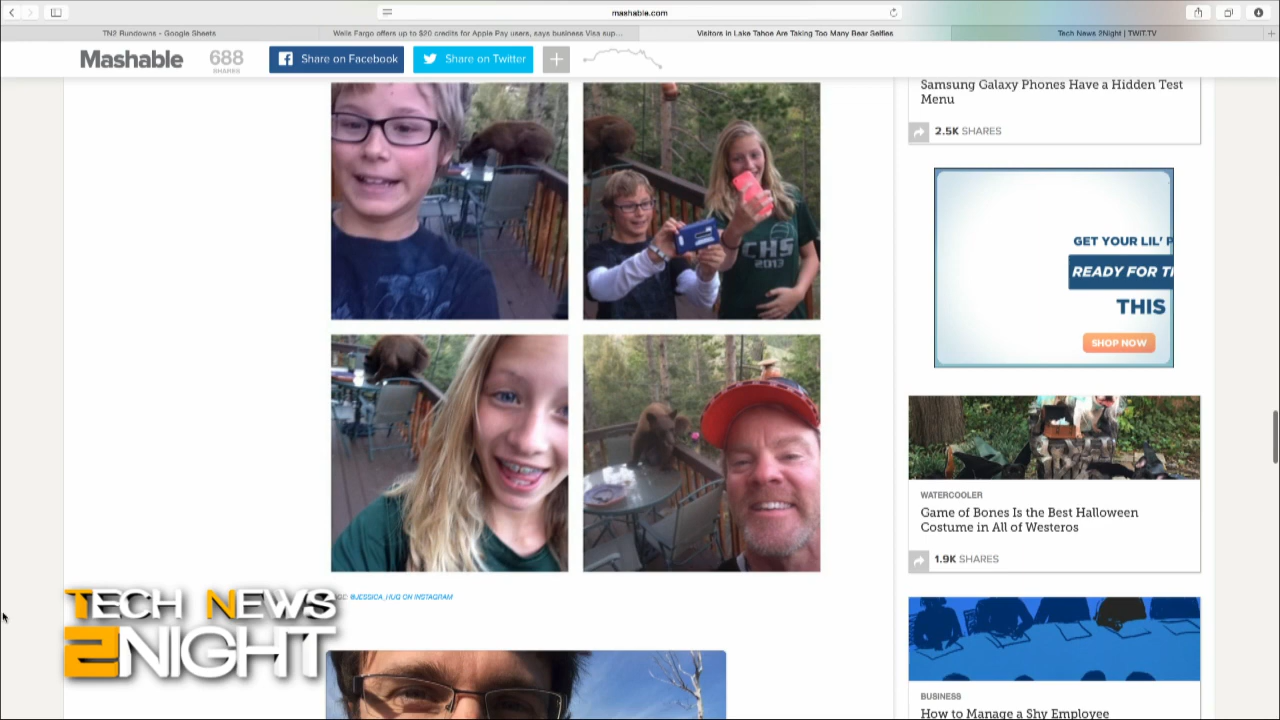 mashable.com
TN2 Rundowns - Google Sheets
Wells Fargo offers up to $20 credits for Apple Pay users, says business Visa sup...
Visitors in Lake Tahoe Are Taking Too Many Bear Selfies
Tech News 2Night | TWiT.TV
Mashable
688
SHARES
Share on Facebook
Share on Twitter
CHS
2013
@JESSICA_HUG ON INSTAGRAM
Samsung Galaxy Phones Have a Hidden Test
Menu
2.5K SHARES
GET YOUR LIL' P
READY FOR T
THIS
SHOP NOW
WATERCOOLER
Game of Bones Is the Best Halloween
Costume in All of Westeros
1.9K SHARES
BUSINESS
How to Manage a Shy Employee
TECH NEWS
2NIGHT